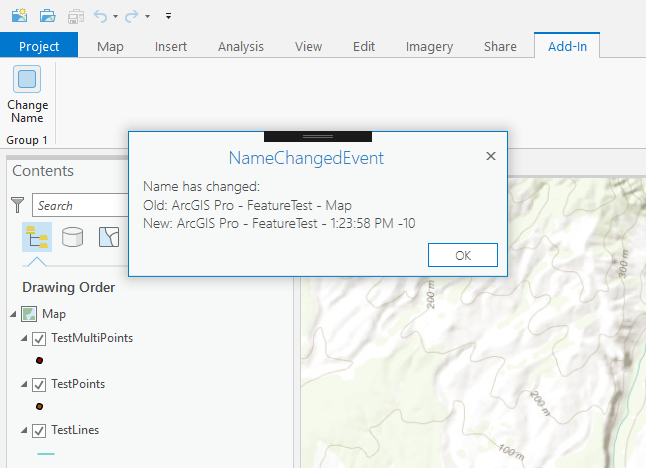 Project Map Insert Analysis View Edit Imagery Share Add-In
Change
Name
Group 1
NameChangedEvent
Name has changed:
Old: ArcGIS Pro - FeatureTest - Map
New: ArcGIS Pro - FeatureTest - 1:23:58 PM -10
OK
Contents
Search
Drawing Order
Map
TestMultiPoints
TestPoints
TestLines
200 m
300 m
200 m
100 m